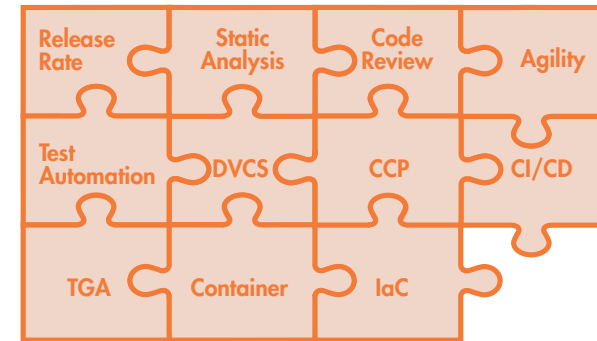 Release
Rate
Static
Analysis
Code
Review
Agility
Test
Automation
DVCS
CCP
CI/CD
TGA
Container
IaC